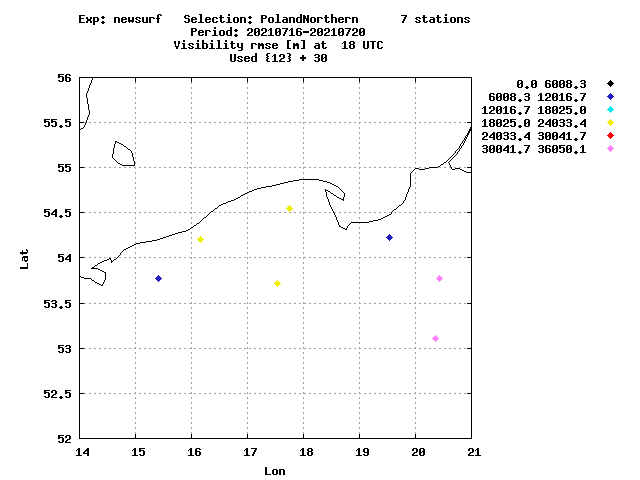 Exp: newsurf   Selection: PolandNorthern      7 stations
Period: 20210716-20210720
Visibility rmse [m] at  18 UTC
Used {12} + 30
0.0 6008.3
6008.3 12016.7
12016.7 18025.0
18025.0 24033.4
24033.4 30041.7
30041.7 36050.1
56
55.5
55
54.5
54
53.5
53
52.5
52
Lat
14 15 16 17 18 19 20 21
Lon